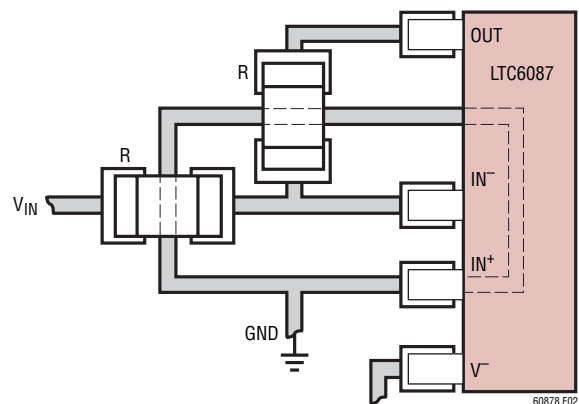 OUT
LTC6087
R
R
IN⁻
V_IN
IN⁺
GND
V⁻
60878 F02